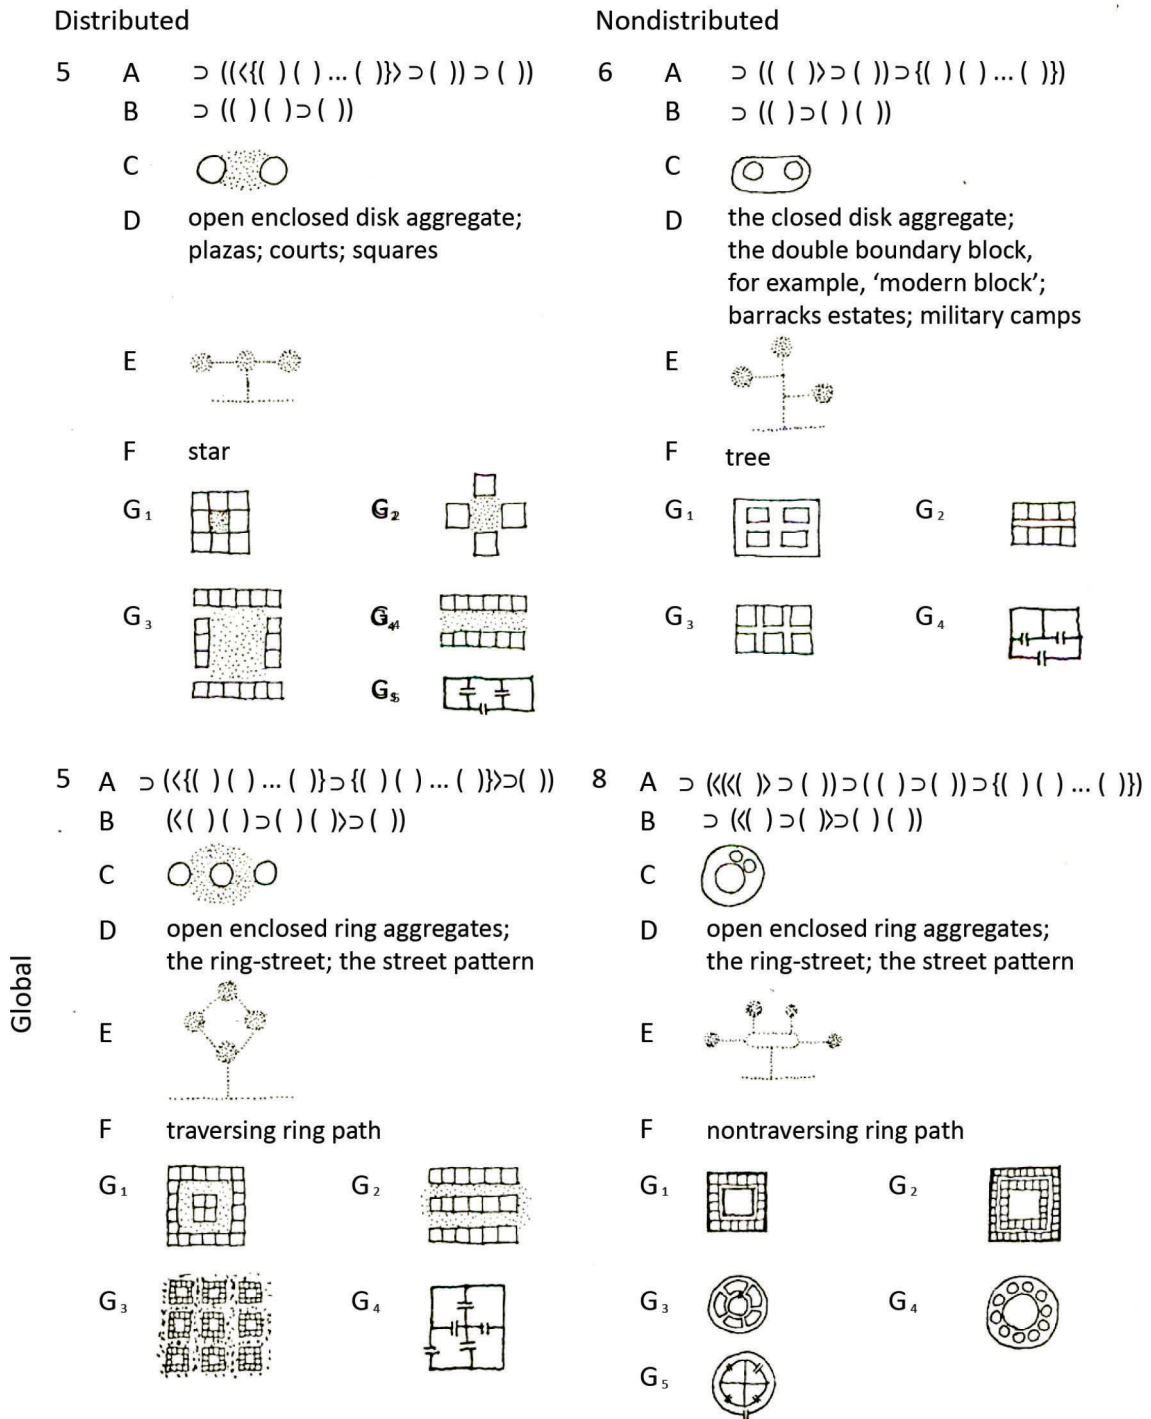 Distributed
Nondistributed
5 A ⊃ ((<{( ) ( ) ... ( )}> ⊃ ( )) ⊃ ( ))
B ⊃ (( ) ( ) ⊃ ( ))
C
D open enclosed disk aggregate;
plazas; courts; squares
E
F star
G1
G2
G3
G4
G5
6 A ⊃ (( ( )> ⊃ ( )) ⊃ {( ) ( ) ... ( )})
B ⊃ (( ) ⊃ ( ) ( ))
C
D the closed disk aggregate;
the double boundary block,
for example, ‘modern block’;
barracks estates; military camps
E
F tree
G1
G2
G3
G4
Global
5 A ⊃ (<{( ) ( ) ... ( )} ⊃ {( ) ( ) ... ( )}> ⊃ ( ))
B (< ( ) ( ) ⊃ ( ) ( )> ⊃ ( ))
C
D open enclosed ring aggregates;
the ring-street; the street pattern
E
F traversing ring path
G1
G2
G3
G4
8 A ⊃ (<(<( )> ⊃ ( )) ⊃ (( ) ⊃ ( )) ⊃ {( ) ( ) ... ( )})
B ⊃ (<( ) ⊃ ( )> ⊃ ( ) ( ))
C
D open enclosed ring aggregates;
the ring-street; the street pattern
E
F nontraversing ring path
G1
G2
G3
G4
G5